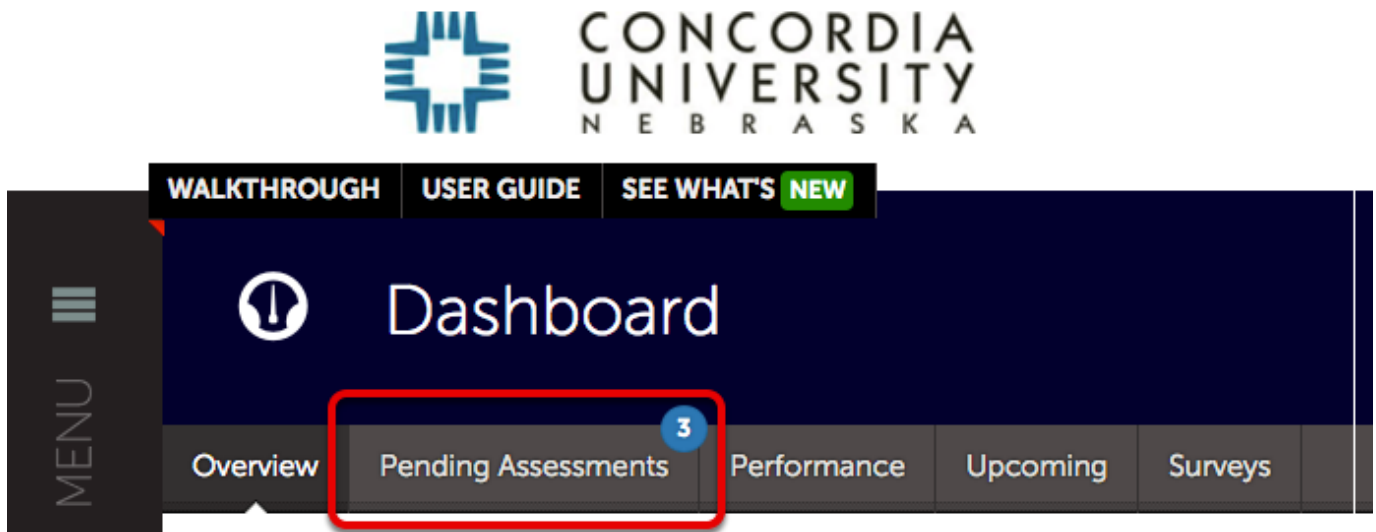 CONCORDIA
UNIVERSITY
NEBRASKA
WALKTHROUGH USER GUIDE SEE WHAT'S NEW
Dashboard
MENU
3
Overview Pending Assessments Performance Upcoming Surveys